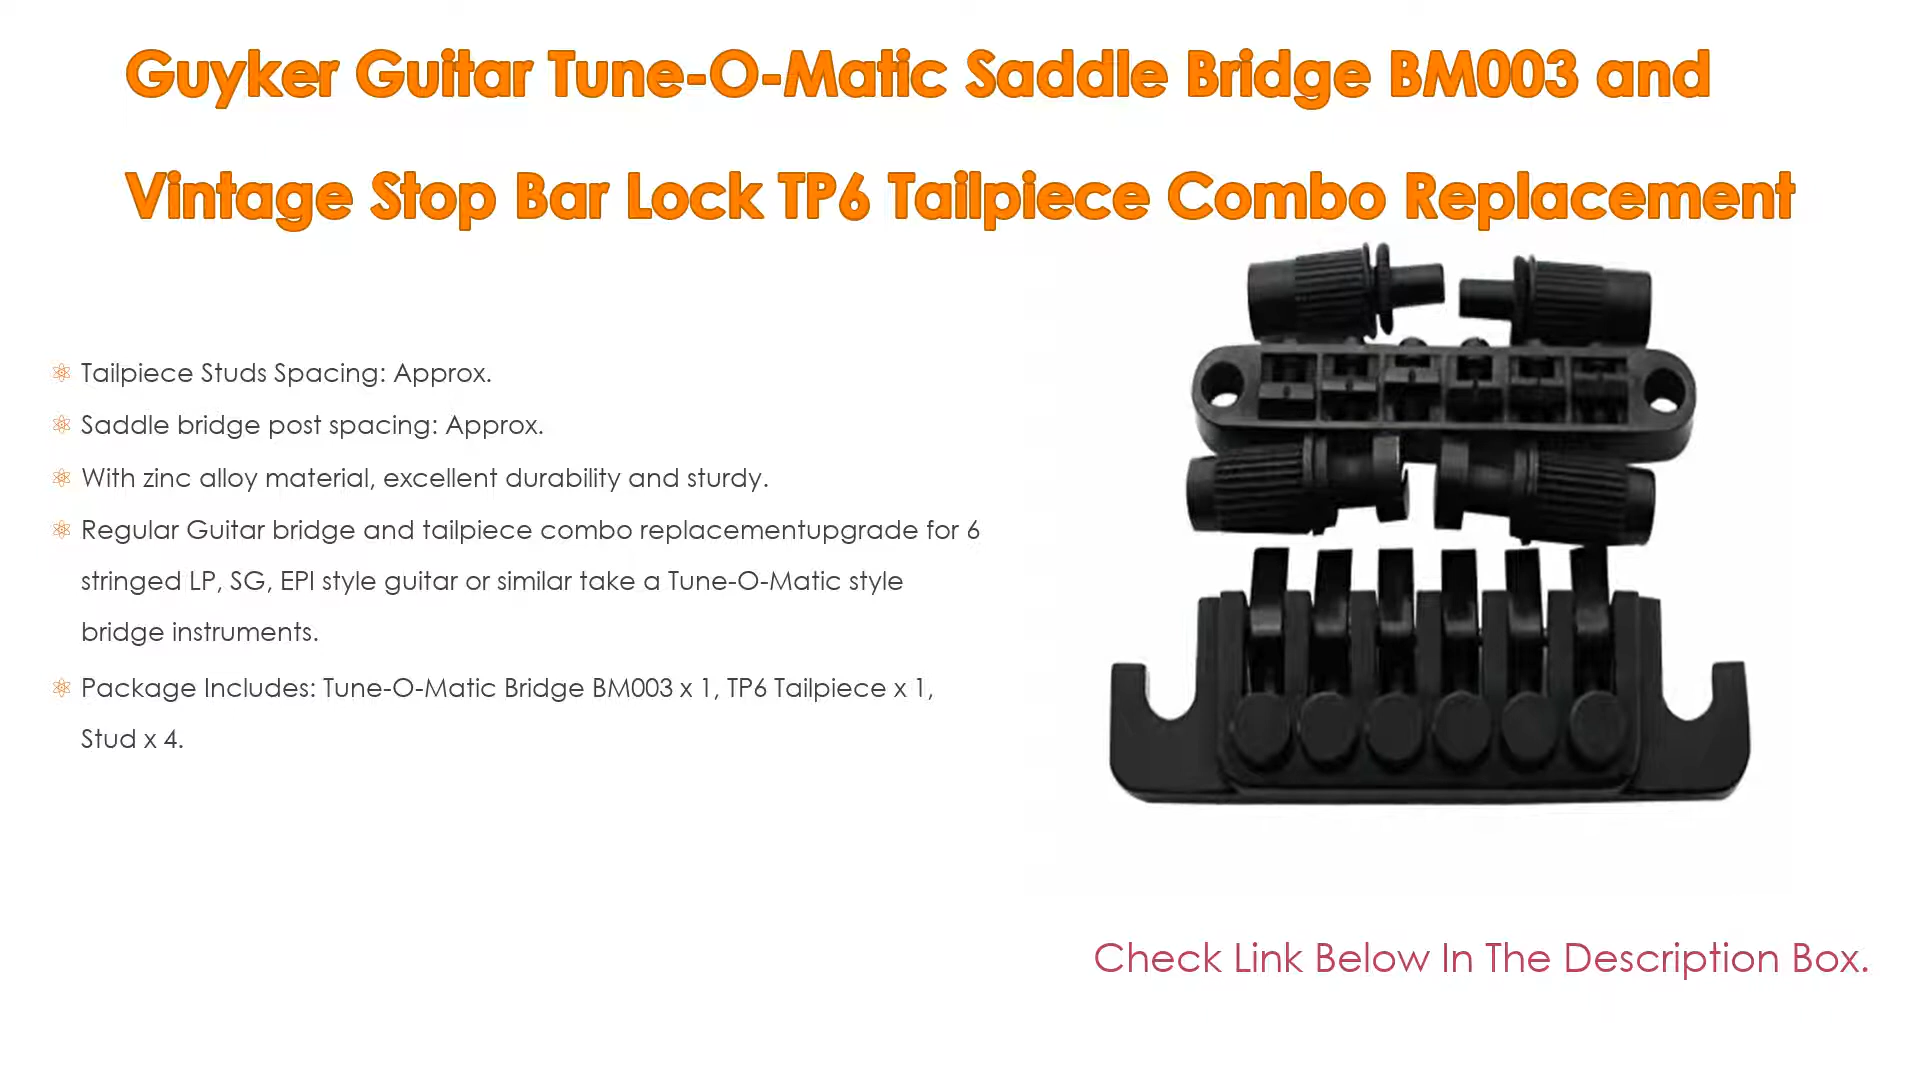 Guyker Guitar Tune-O-Matic Saddle Bridge BM003 and
Vintage Stop Bar Lock TP6 Tailpiece Combo Replacement
Tailpiece Studs Spacing: Approx.
Saddle bridge post spacing: Approx.
With zinc alloy material, excellent durability and sturdy.
Regular Guitar bridge and tailpiece combo replacementupgrade for 6
stringed LP, SG, EPI style guitar or similar take a Tune-O-Matic style
bridge instruments.
Package Includes: Tune-O-Matic Bridge BM003 x 1, TP6 Tailpiece x 1,
Stud x 4.
Check Link Below In The Description Box.